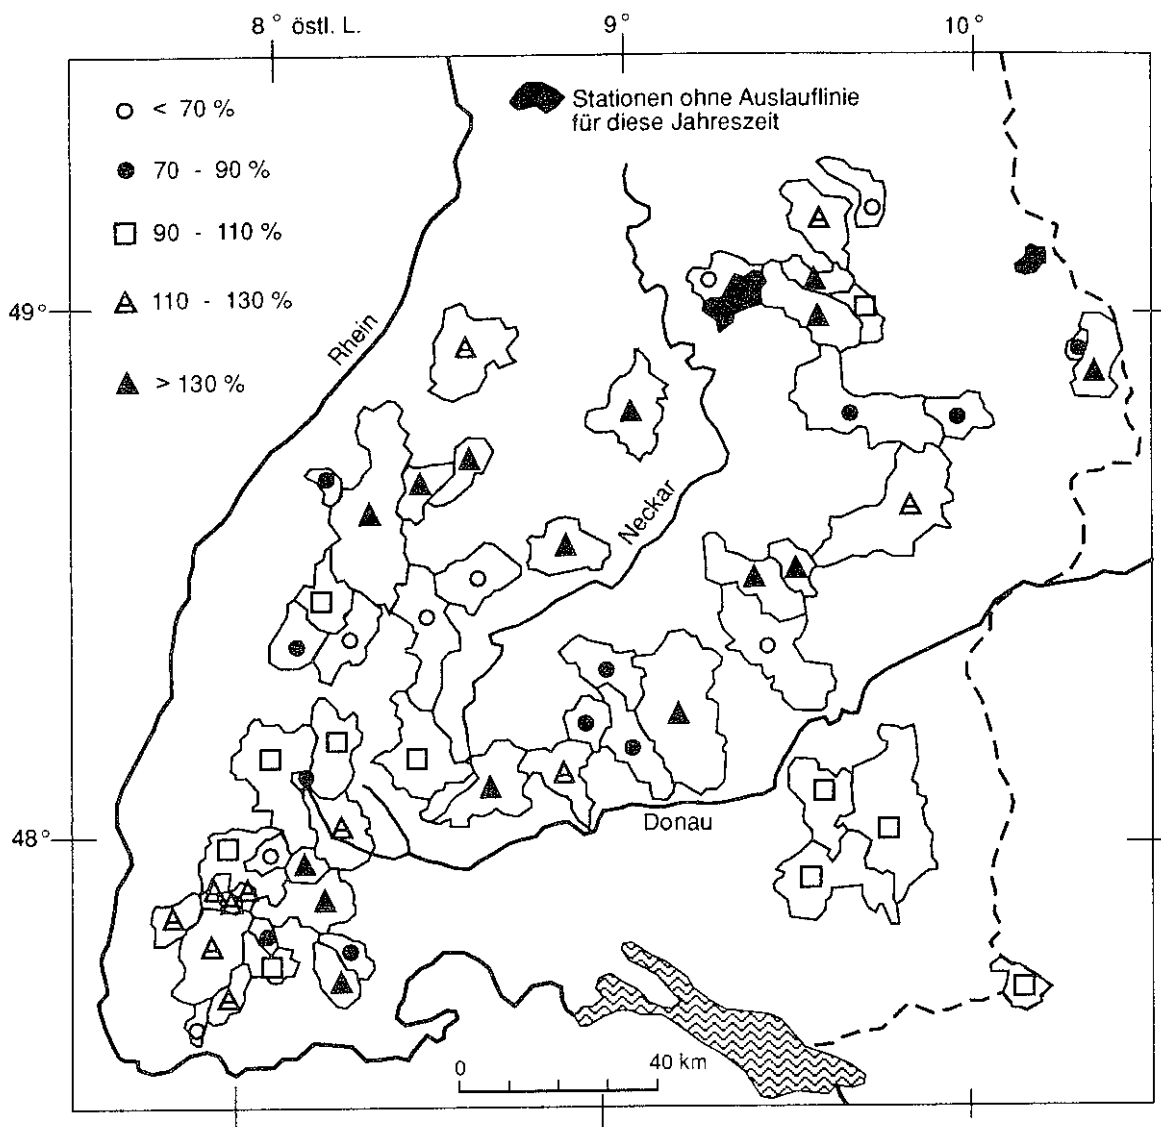 8° östl. L.
9°
10°
< 70 %
70 - 90 %
90 - 110 %
110 - 130 %
> 130 %
Stationen ohne Auslauflinie
für diese Jahreszeit
49°
Rhein
Neckar
Donau
48°
0
40 km